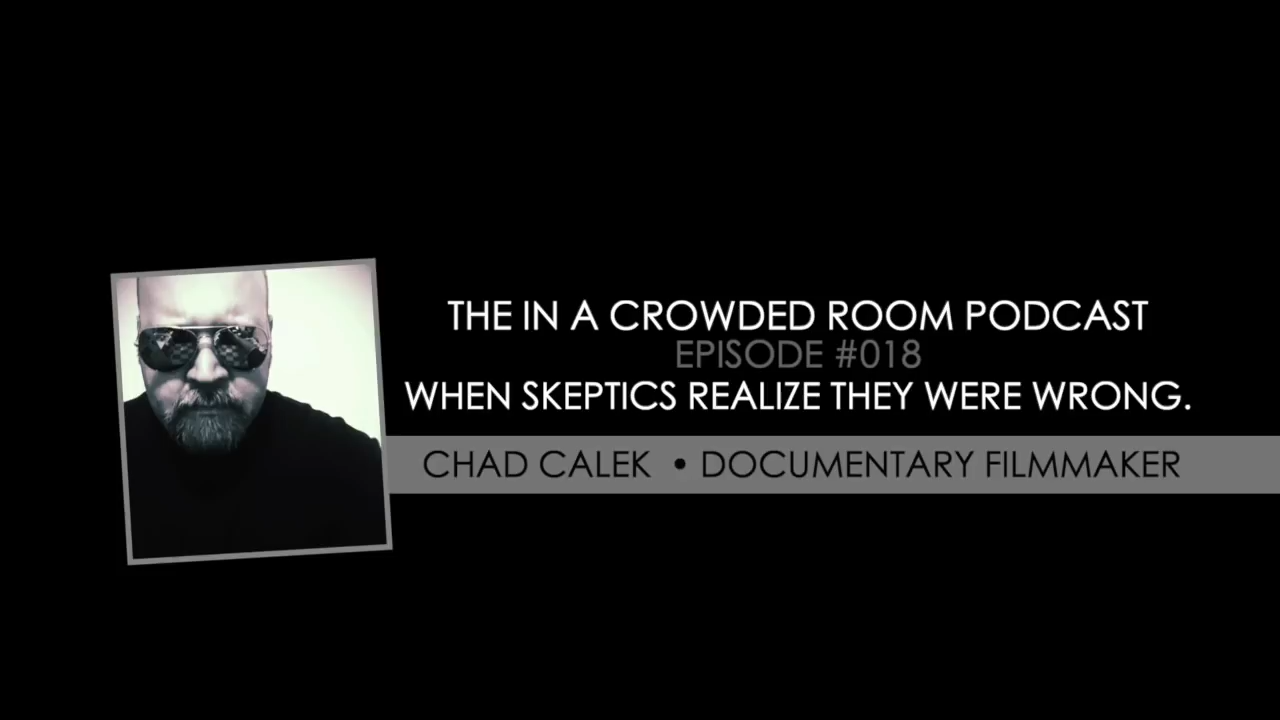 THE IN A CROWDED ROOM PODCAST
EPISODE #018
WHEN SKEPTICS REALIZE THEY WERE WRONG.
CHAD CALEK • DOCUMENTARY FILMMAKER